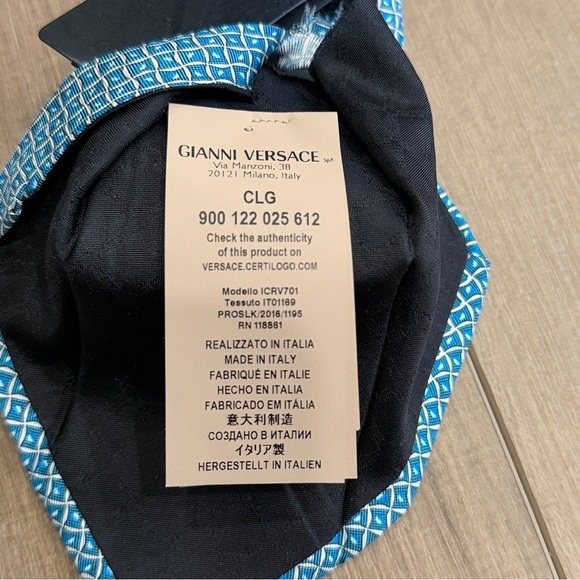 GIANNI VERSACE SpA
Via Manzoni, 38
20121 Milano, Italy
CLG
900 122 025 612
Check the authenticity
of this product on
VERSACE.CERTILOGO.COM
Modello ICRV701
Tessuto IT01169
PROSLK/2016/1195
RN 118861
REALIZZATO IN ITALIA
MADE IN ITALY
FABRIQUÉ EN ITALIE
HECHO EN ITALIA
FABRICADO EM ITÁLIA
意大利制造
СОЗДАНО В ИТАЛИИ
イタリア製
HERGESTELLT IN ITALIEN